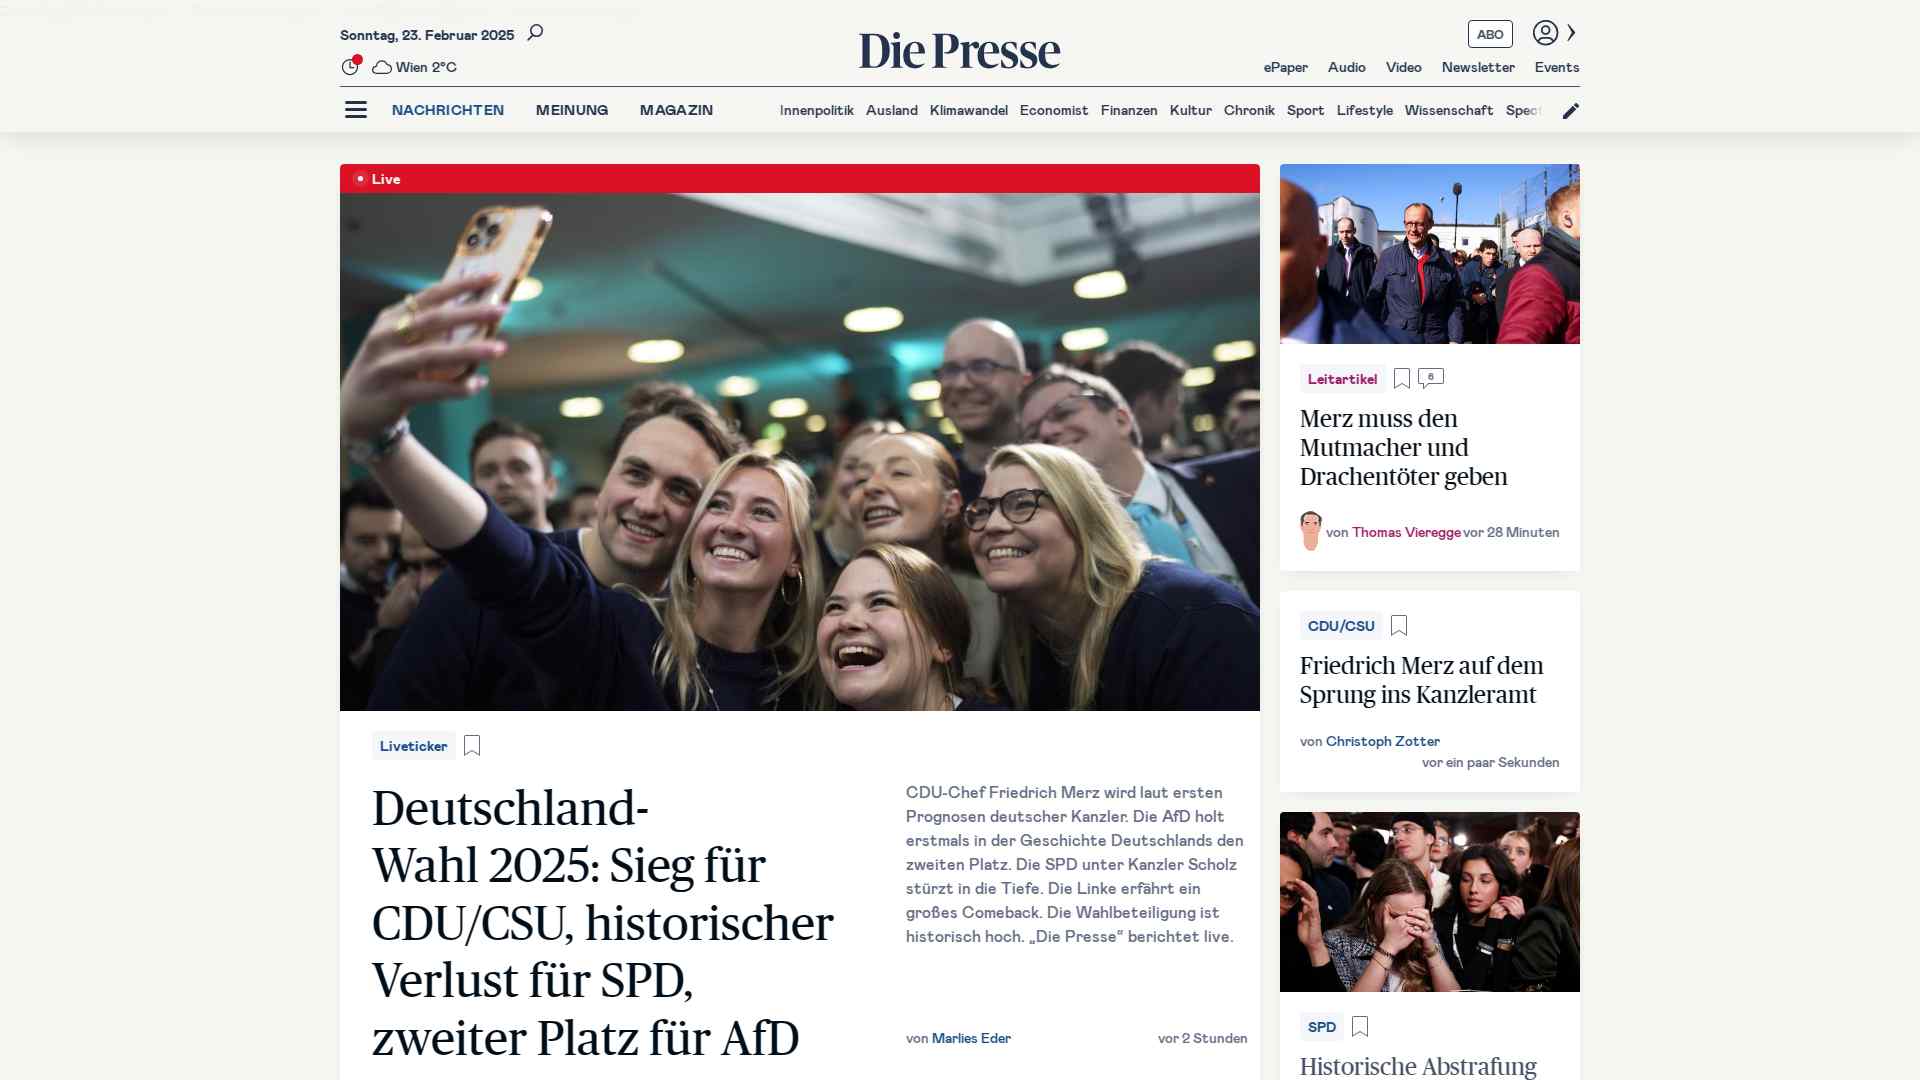 Sonntag, 23. Februar 2025
Wien 2°C
Die Presse
ABO
ePaper Audio Video Newsletter Events
NACHRICHTEN MEINUNG MAGAZIN
Innenpolitik Ausland Klimawandel Economist Finanzen Kultur Chronik Sport Lifestyle Wissenschaft
Live
Liveticker
Deutschland-
Wahl 2025: Sieg für
CDU/CSU, historischer
Verlust für SPD,
zweiter Platz für AfD
CDU-Chef Friedrich Merz wird laut ersten
Prognosen deutscher Kanzler. Die AfD holt
erstmals in der Geschichte Deutschlands den
zweiten Platz. Die SPD unter Kanzler Scholz
stürzt in die Tiefe. Die Linke erfährt ein
großes Comeback. Die Wahlbeteiligung ist
historisch hoch. „Die Presse“ berichtet live.
von Marlies Eder
vor 2 Stunden
Leitartikel
6
Merz muss den
Mutmacher und
Drachentöter geben
von Thomas Vieregge vor 28 Minuten
CDU/CSU
Friedrich Merz auf dem
Sprung ins Kanzleramt
von Christoph Zotter
vor ein paar Sekunden
SPD
Historische Abstrafung